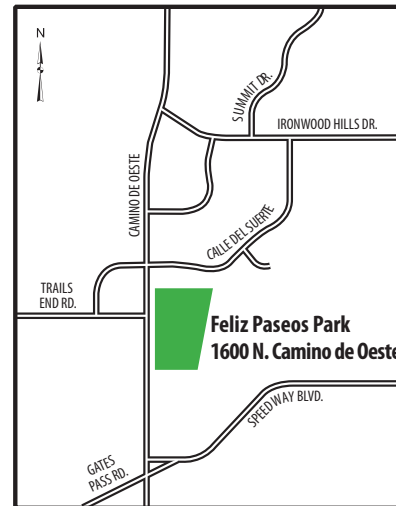 N
SUMMIT DR.
IRONWOOD HILLS DR.
CAMINO DE OESTE
CALLE DEL SUERTE
TRAILS
END RD.
Feliz Paseos Park
1600 N. Camino de Oeste
SPEEDWAY BLVD.
GATES
PASS RD.